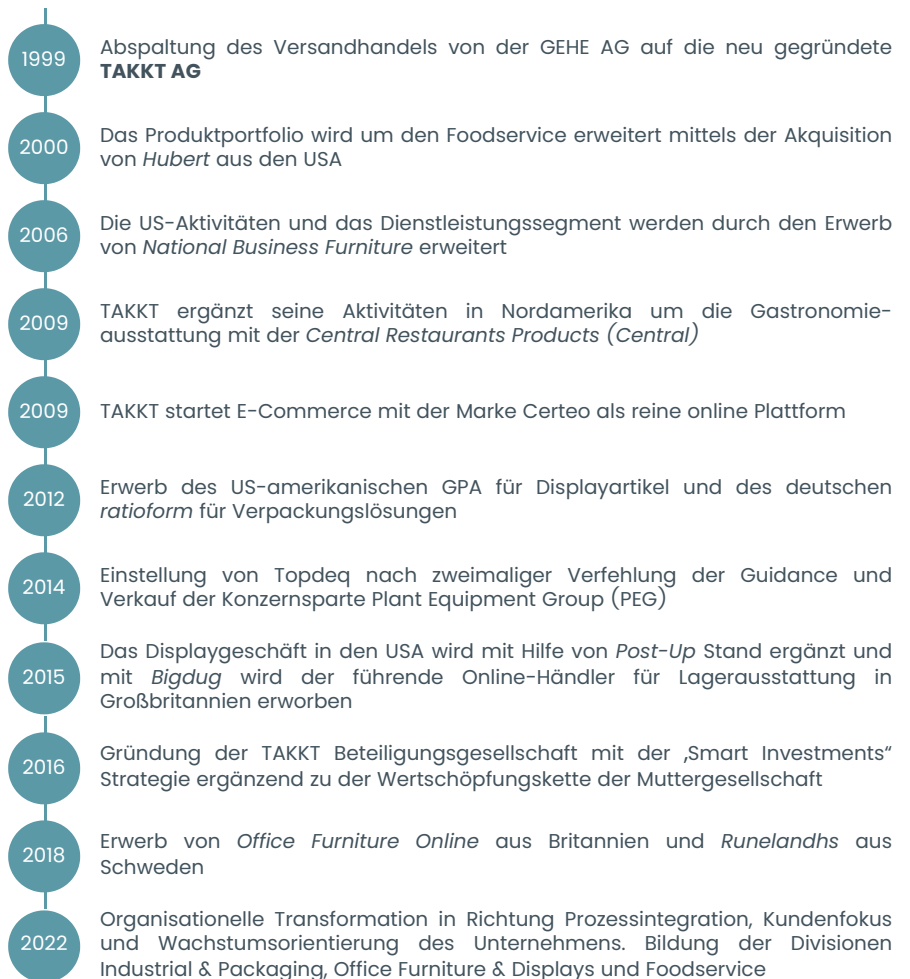 1999
Abspaltung des Versandhandels von der GEHE AG auf die neu gegründete
TAKKT AG
2000
Das Produktportfolio wird um den Foodservice erweitert mittels der Akquisition
von Hubert aus den USA
2006
Die US-Aktivitäten und das Dienstleistungssegment werden durch den Erwerb
von National Business Furniture erweitert
2009
TAKKT ergänzt seine Aktivitäten in Nordamerika um die Gastronomie-
ausstattung mit der Central Restaurants Products (Central)
2009
TAKKT startet E-Commerce mit der Marke Certeo als reine online Plattform
2012
Erwerb des US-amerikanischen GPA für Displayartikel und des deutschen
ratioform für Verpackungslösungen
2014
Einstellung von Topdeq nach zweimaliger Verfehlung der Guidance und
Verkauf der Konzernsparte Plant Equipment Group (PEG)
2015
Das Displaygeschäft in den USA wird mit Hilfe von Post-Up Stand ergänzt und
mit Bigdug wird der führende Online-Händler für Lagerausstattung in
Großbritannien erworben
2016
Gründung der TAKKT Beteiligungsgesellschaft mit der ‚Smart Investments“
Strategie ergänzend zu der Wertschöpfungskette der Muttergesellschaft
2018
Erwerb von Office Furniture Online aus Britannien und Runelandhs aus
Schweden
2022
Organisationelle Transformation in Richtung Prozessintegration, Kundenfokus
und Wachstumsorientierung des Unternehmens. Bildung der Divisionen
Industrial & Packaging, Office Furniture & Displays und Foodservice